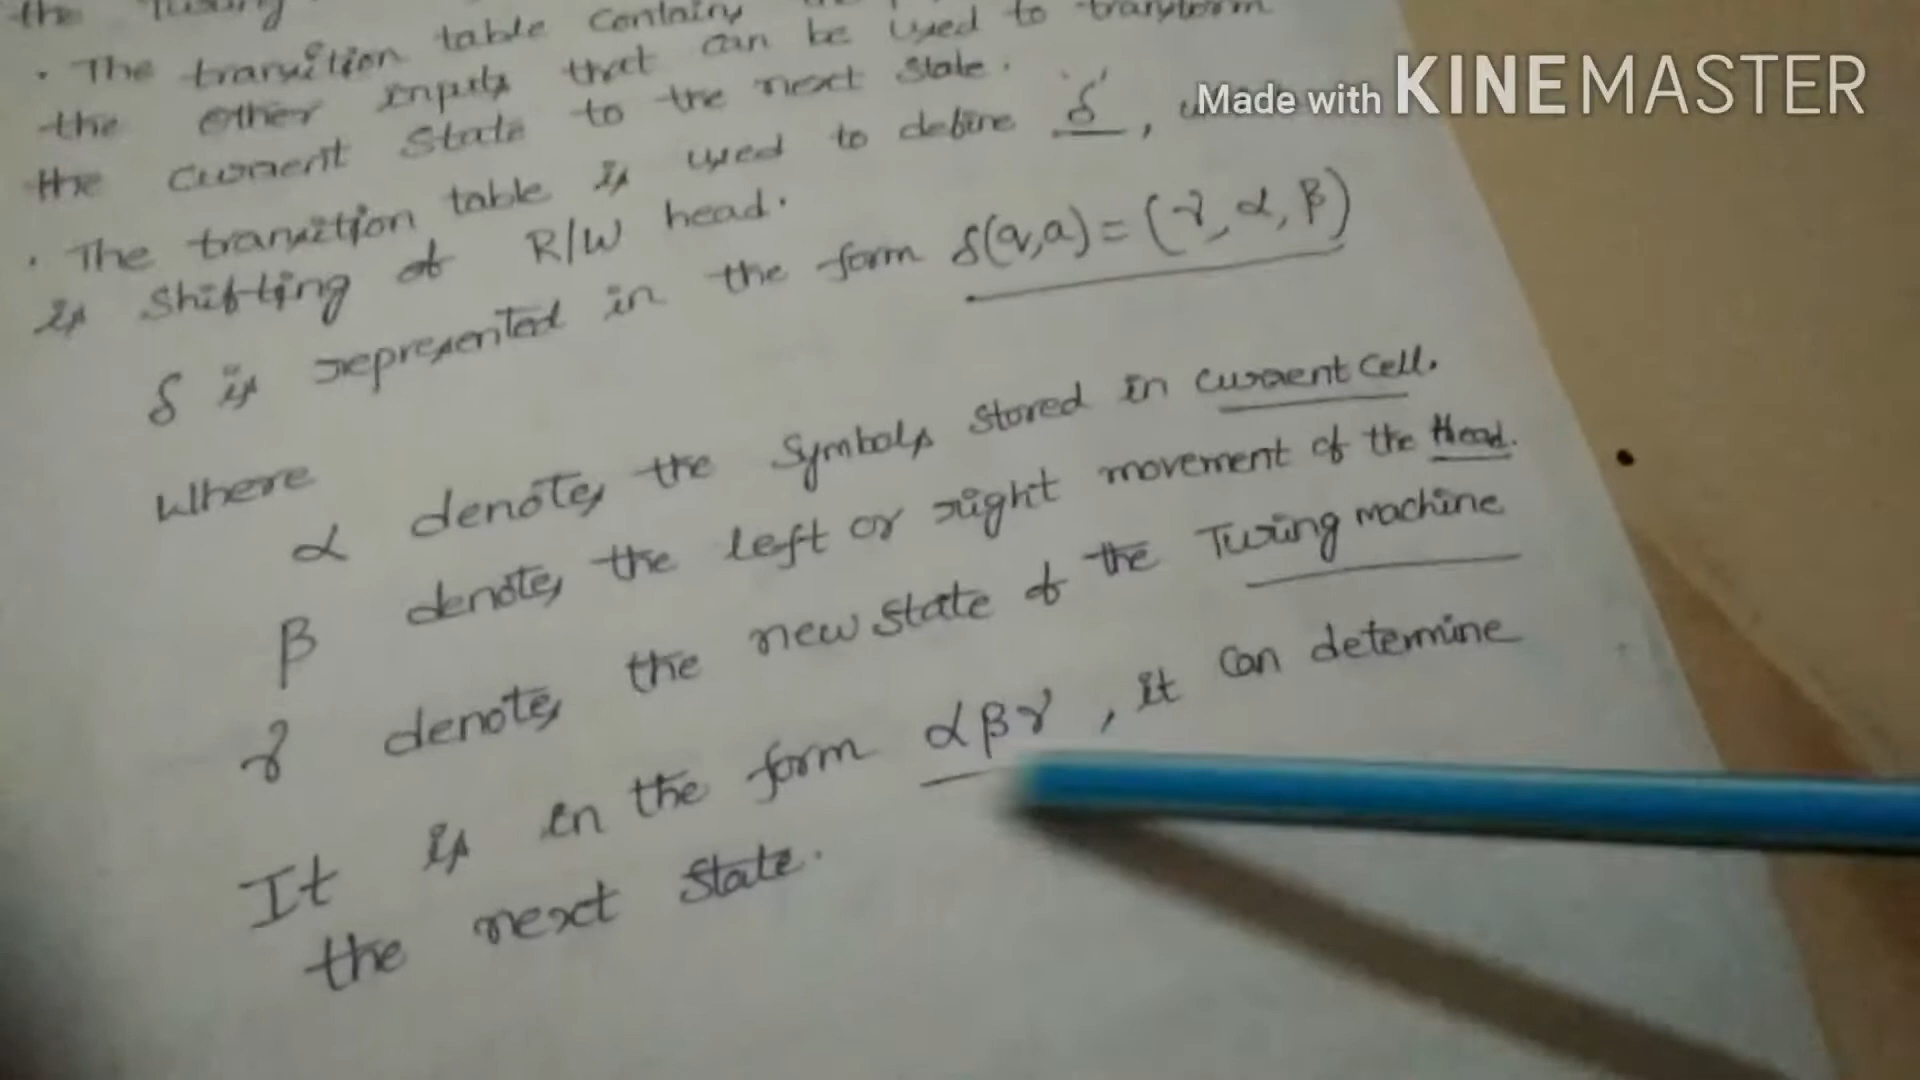 the Turing
. The transition table contains the
the other inputs that can be used to transform
the current state to the next state.
. The transition table is used to define 'δ',
is shifting of R/W head.
δ is represented in the form δ(q,a)=(γ,α,β)
Where
α denotes the symbols stored in current cell.
β denotes the left or right movement of the Head.
γ denotes the new state of the Turing machine
It is in the form αβγ, it can determine
the next state.
Made with KINEMASTER